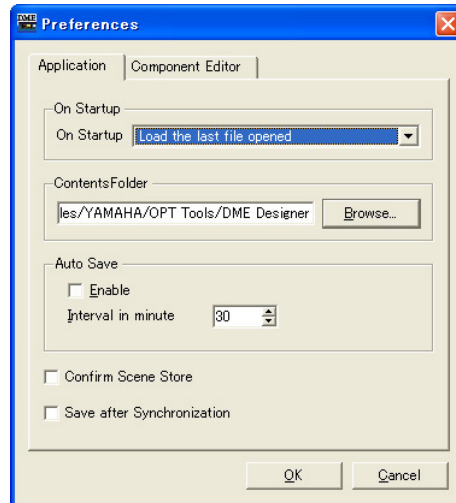 DME
Preferences
Application Component Editor
On Startup
On Startup Load the last file opened
ContentsFolder
les/YAMAHA/OPT Tools/DME Designer Browse...
Auto Save
Enable
Interval in minute 30
Confirm Scene Store
Save after Synchronization
OK Cancel